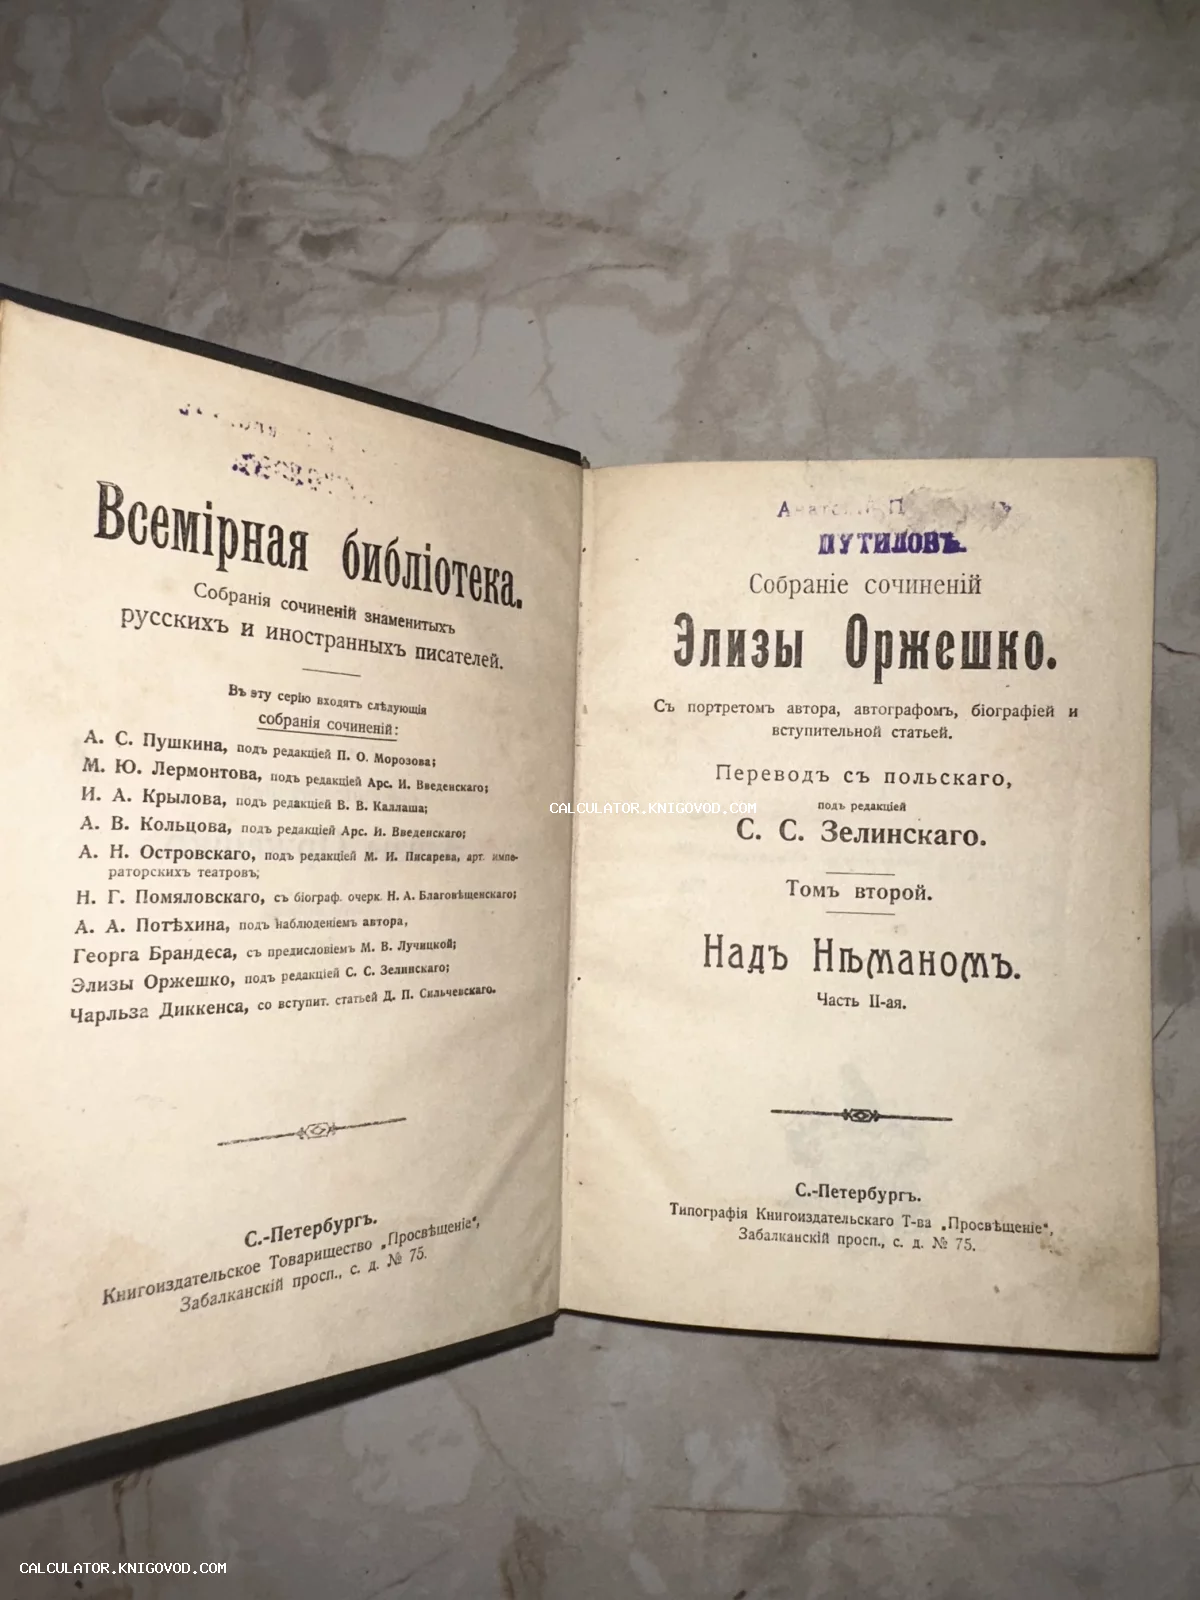 Всемірная библіотека.
Собранія сочиненій знаменитыхъ
русскихъ и иностранныхъ писателей.
Въ эту серію входятъ слѣдующія
собранія сочиненій:
А. С. Пушкина, подъ редакціей П. О. Морозова;
М. Ю. Лермонтова, подъ редакціей Арс. И. Введенскаго;
И. А. Крылова, подъ редакціей В. В. Каллаша;
А. В. Кольцова, подъ редакціей Арс. И. Введенскаго;
А. Н. Островскаго, подъ редакціей М. И. Писарева, арт. импе-
раторскихъ театровъ;
Н. Г. Помяловскаго, съ біограф. очерк. Н. А. Благовѣщенскаго;
А. А. Потѣхина, подъ наблюденіемъ автора,
Георга Брандеса, съ предисловіемъ М. В. Лучицкой;
Элизы Оржешко, подъ редакціей С. С. Зелинскаго;
Чарльза Диккенса, со вступит. статьей Д. П. Сильчевскаго.
С.-Петербургъ.
Книгоиздательское Товарищество „Просвѣщеніе“,
Забалканскій просп., с. д. № 75.
ПУТИЛОВЪ.
Собраніе сочиненій
Элизы Оржешко.
Съ портретомъ автора, автографомъ, біографіей и
вступительной статьей.
Переводъ съ польскаго,
подъ редакціей
С. С. Зелинскаго.
Томъ второй.
Надъ Нѣманомъ.
Часть II-ая.
С.-Петербургъ.
Типографія Книгоиздательскаго Т-ва „Просвѣщеніе“,
Забалканскій просп., с. д. № 75.
CALCULATOR.KNIGOVOD.COM
CALCULATOR.KNIGOVOD.COM